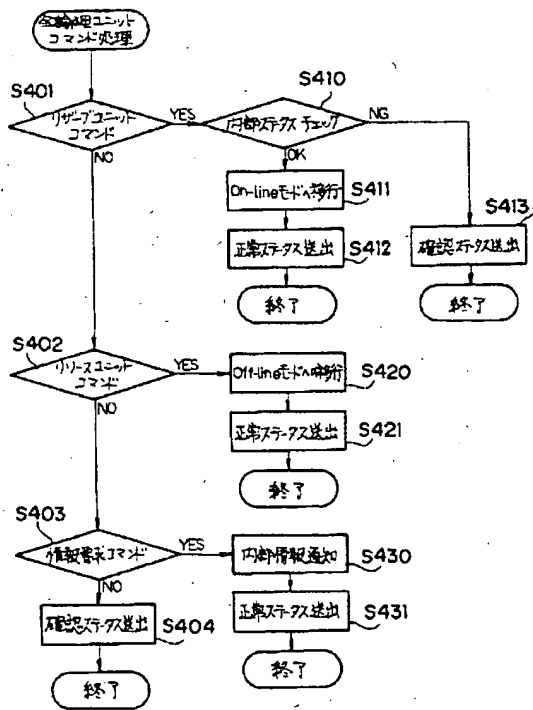 全論理ユニット
コマンド処理
S401
リザーブユニット
コマンド
YES
NO
S410
内部ステータスチェック
NG
OK
On-lineモードへ移行
S411
正常ステータス送出
S412
終了
S413
確認ステータス送出
終了
S402
リリースユニット
コマンド
YES
NO
Off-lineモードへ移行
S420
正常ステータス送出
S421
終了
S403
情報要求コマンド
YES
NO
内部情報通知
S430
正常ステータス送出
S431
終了
確認ステータス送出
S404
終了